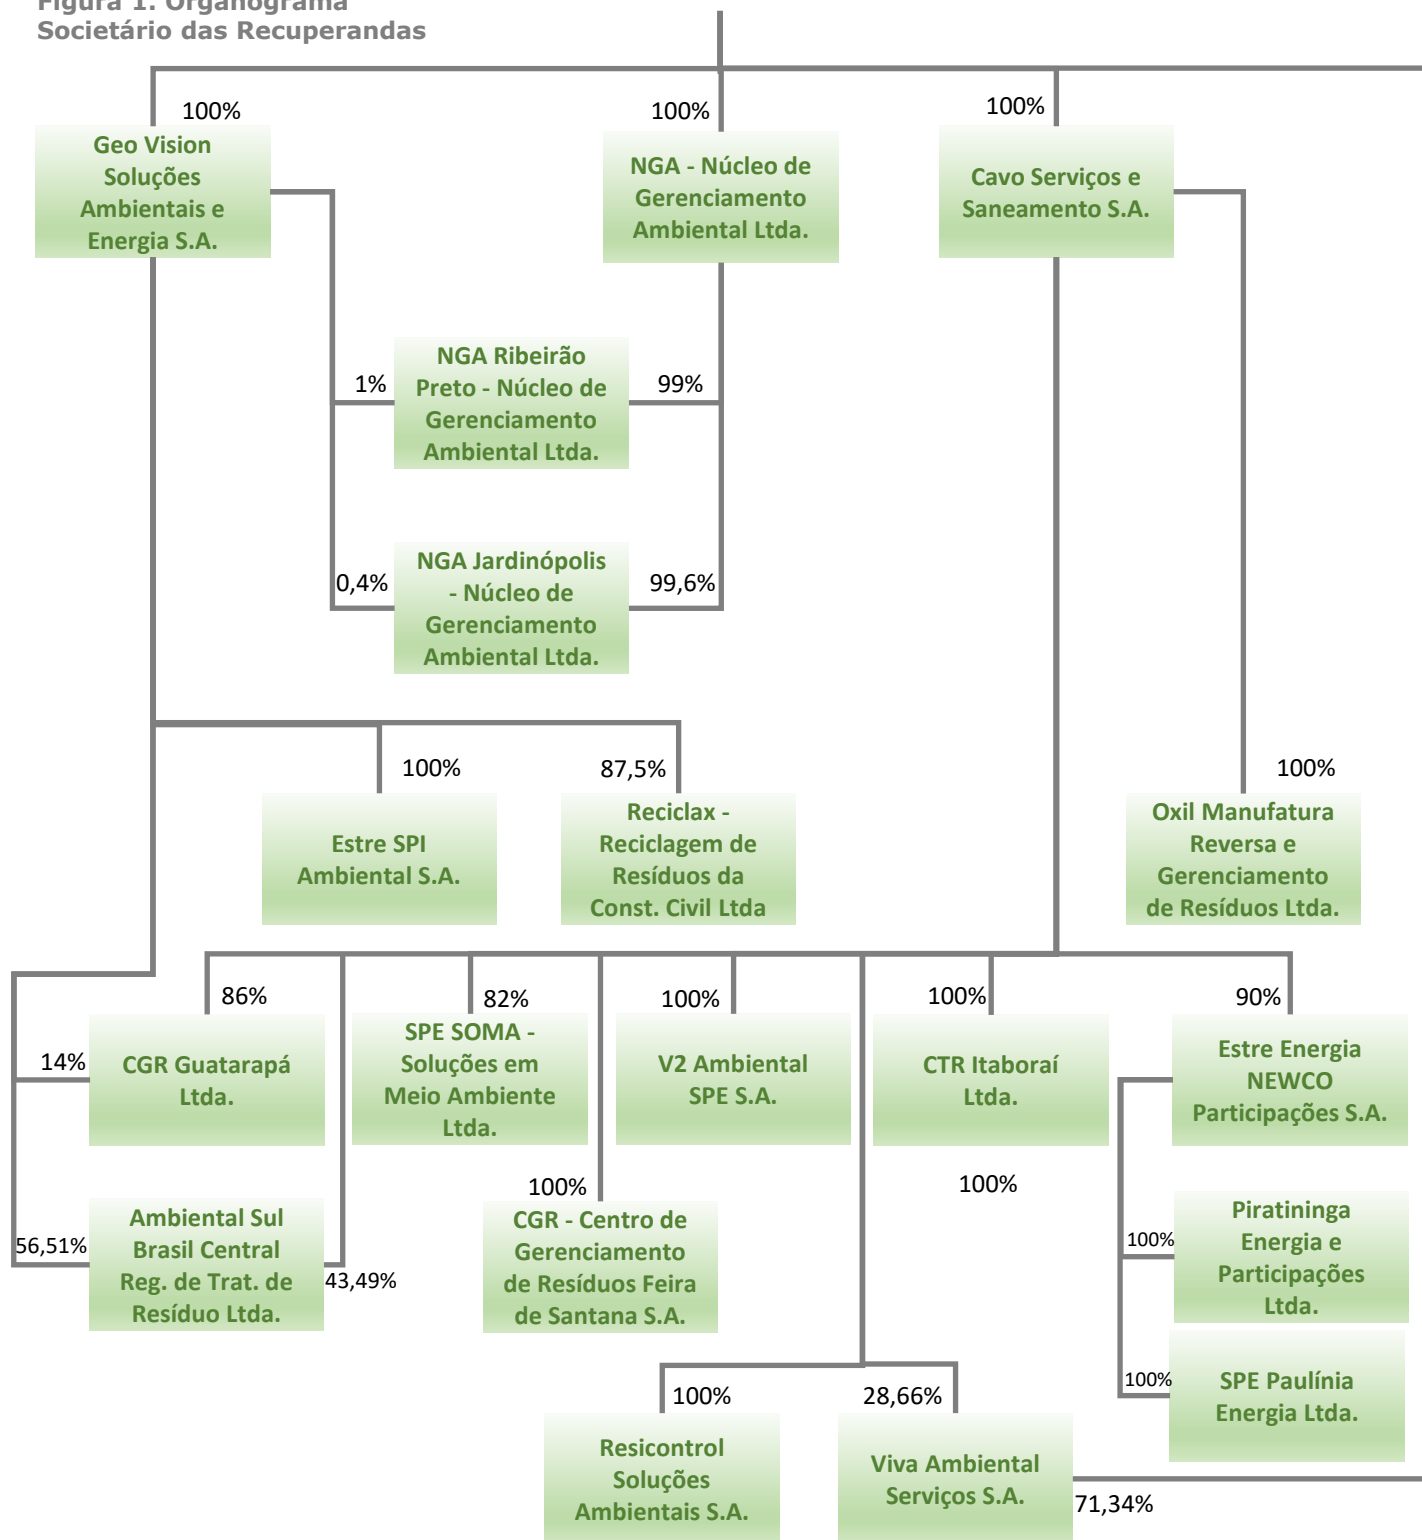 Figura 1. Organograma
Societário das Recuperandas
100%
100%
100%
Geo Vision
Soluções
Ambientais e
Energia S.A.
NGA - Núcleo de
Gerenciamento
Ambiental Ltda.
Cavo Serviços e
Saneamento S.A.
1%
NGA Ribeirão
Preto - Núcleo de
Gerenciamento
Ambiental Ltda.
99%
0,4%
NGA Jardinópolis
- Núcleo de
Gerenciamento
Ambiental Ltda.
99,6%
100%
87,5%
100%
Estre SPI
Ambiental S.A.
Reciclax -
Reciclagem de
Resíduos da
Const. Civil Ltda
Oxil Manufatura
Reversa e
Gerenciamento
de Resíduos Ltda.
86%
82%
100%
100%
90%
14%
CGR Guatarapá
Ltda.
SPE SOMA -
Soluções em
Meio Ambiente
Ltda.
V2 Ambiental
SPE S.A.
CTR Itaboraí
Ltda.
Estre Energia
NEWCO
Participações S.A.
100%
100%
56,51%
Ambiental Sul
Brasil Central
Reg. de Trat. de
Resíduo Ltda.
43,49%
CGR - Centro de
Gerenciamento
de Resíduos Feira
de Santana S.A.
100%
Piratininga
Energia e
Participações
Ltda.
100%
SPE Paulínia
Energia Ltda.
100%
28,66%
Resicontrol
Soluções
Ambientais S.A.
Viva Ambiental
Serviços S.A.
71,34%